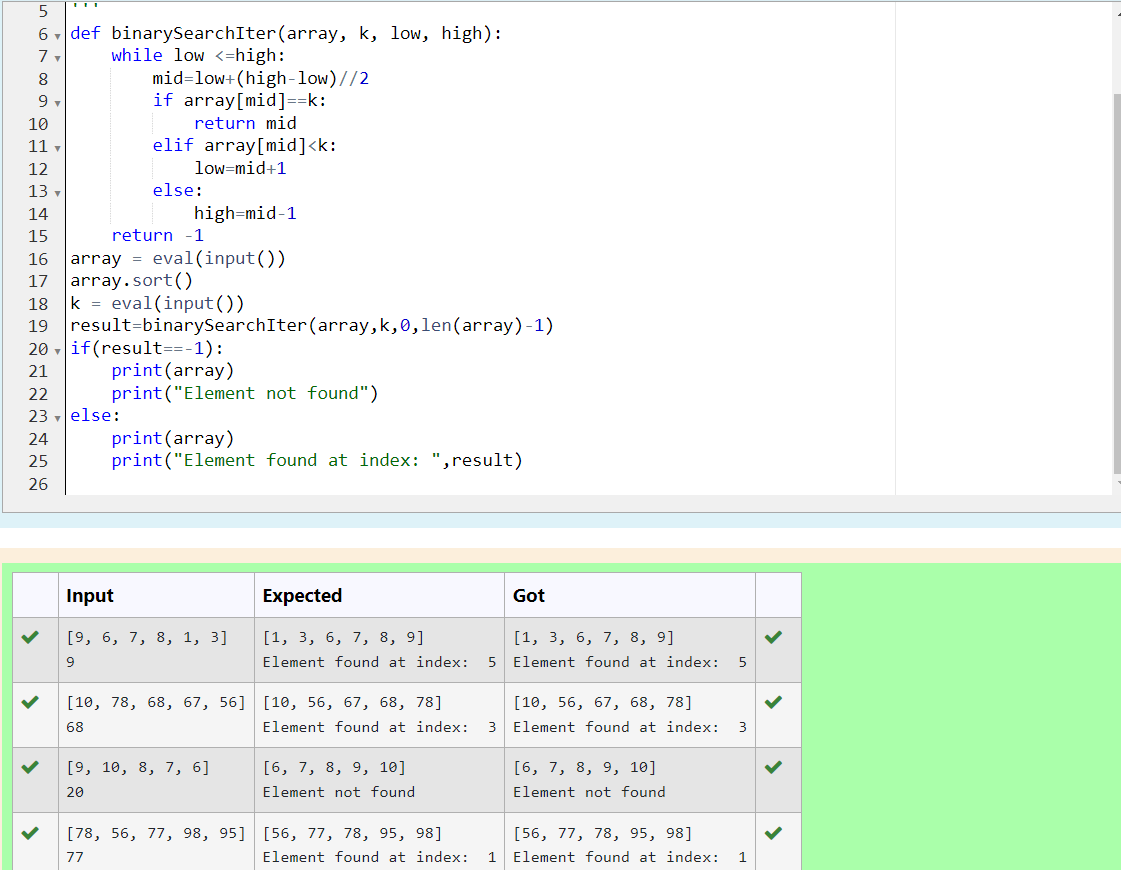 5 '''
6 def binarySearchIter(array, k, low, high):
7     while low <=high:
8         mid=low+(high-low)//2
9         if array[mid]==k:
10             return mid
11         elif array[mid]<k:
12             low=mid+1
13         else:
14             high=mid-1
15     return -1
16 array = eval(input())
17 array.sort()
18 k = eval(input())
19 result=binarySearchIter(array,k,0,len(array)-1)
20 if(result==-1):
21     print(array)
22     print("Element not found")
23 else:
24     print(array)
25     print("Element found at index: ",result)
26
Input Expected Got
[9, 6, 7, 8, 1, 3] [1, 3, 6, 7, 8, 9] [1, 3, 6, 7, 8, 9]
9 Element found at index:  5 Element found at index:  5
[10, 78, 68, 67, 56] [10, 56, 67, 68, 78] [10, 56, 67, 68, 78]
68 Element found at index:  3 Element found at index:  3
[9, 10, 8, 7, 6] [6, 7, 8, 9, 10] [6, 7, 8, 9, 10]
20 Element not found Element not found
[78, 56, 77, 98, 95] [56, 77, 78, 95, 98] [56, 77, 78, 95, 98]
77 Element found at index:  1 Element found at index:  1